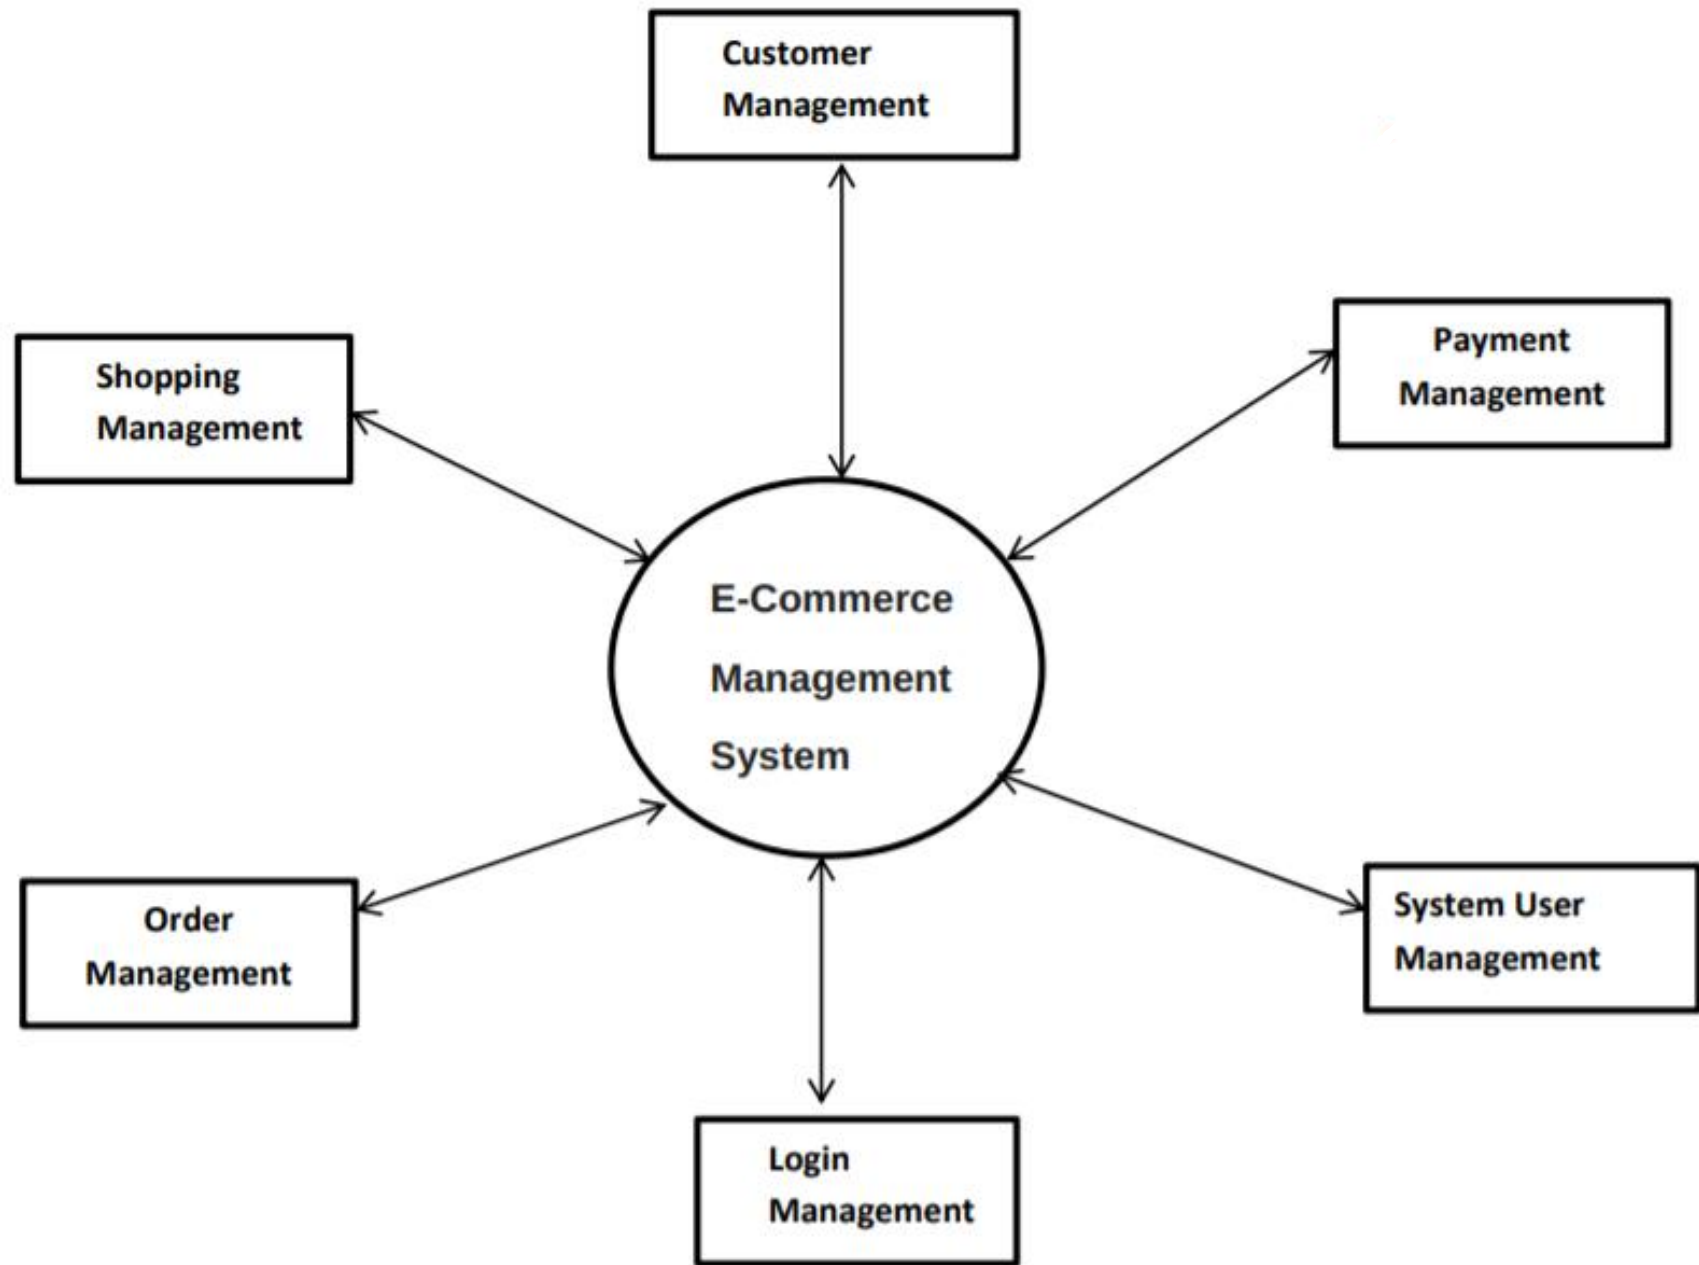 Customer
Management
Payment
Management
Shopping
Management
E-Commerce
Management
System
System User
Management
Order
Management
Login
Management